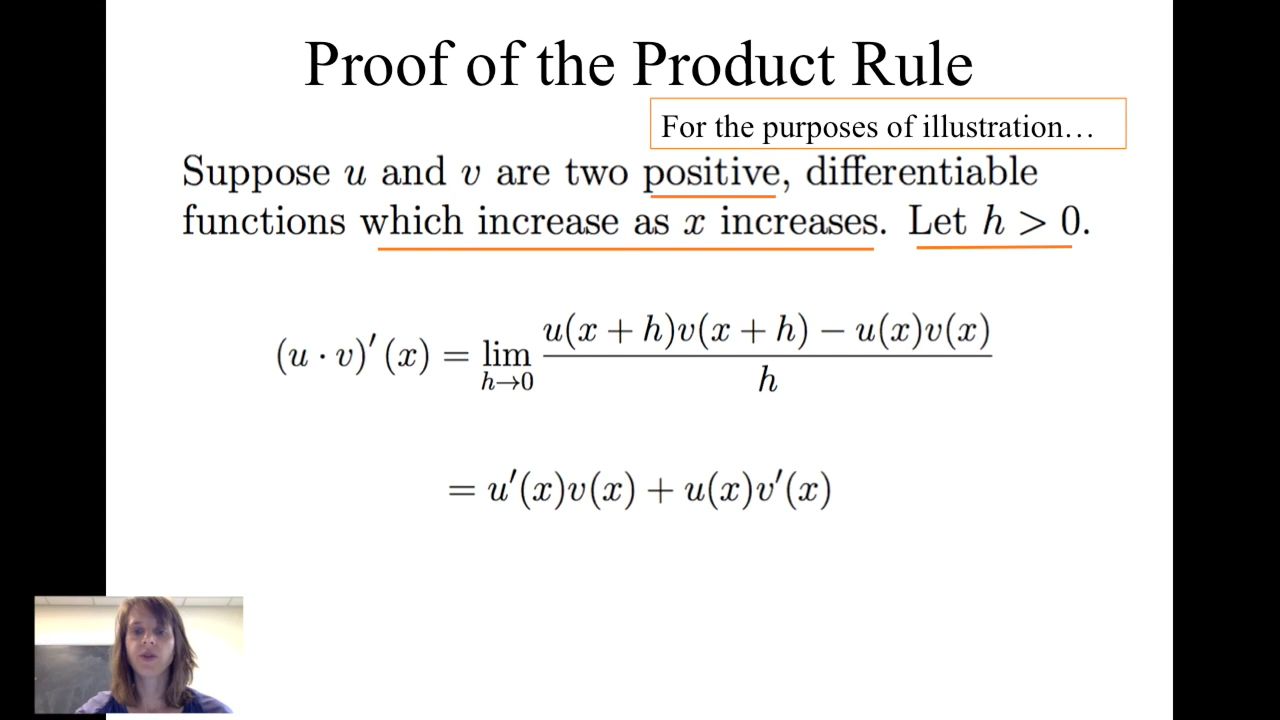 Proof of the Product Rule
For the purposes of illustration…
Suppose u and v are two positive, differentiable
functions which increase as x increases. Let h > 0.
(u · v)′ (x) = lim h→0 u(x + h)v(x + h) − u(x)v(x) / h
= u′(x)v(x) + u(x)v′(x)